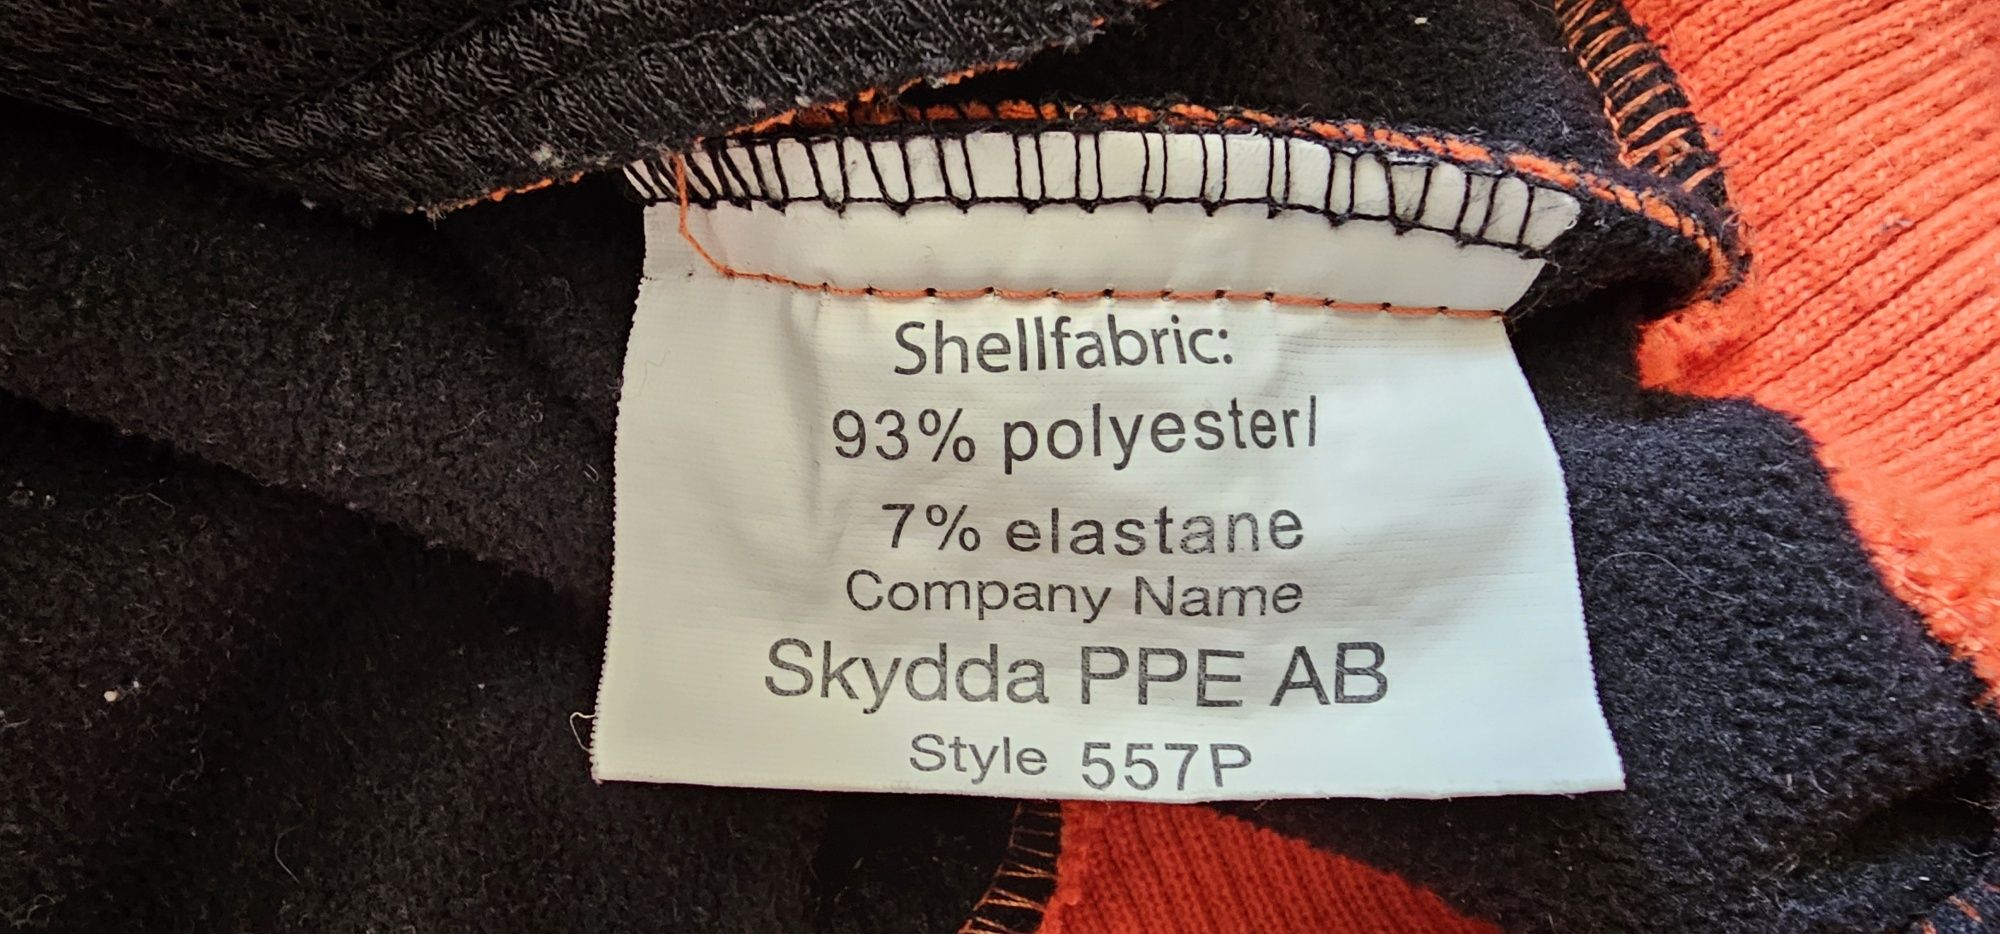 Shellfabric:
93% polyesterl
7% elastane
Company Name
Skydda PPE AB
Style 557P